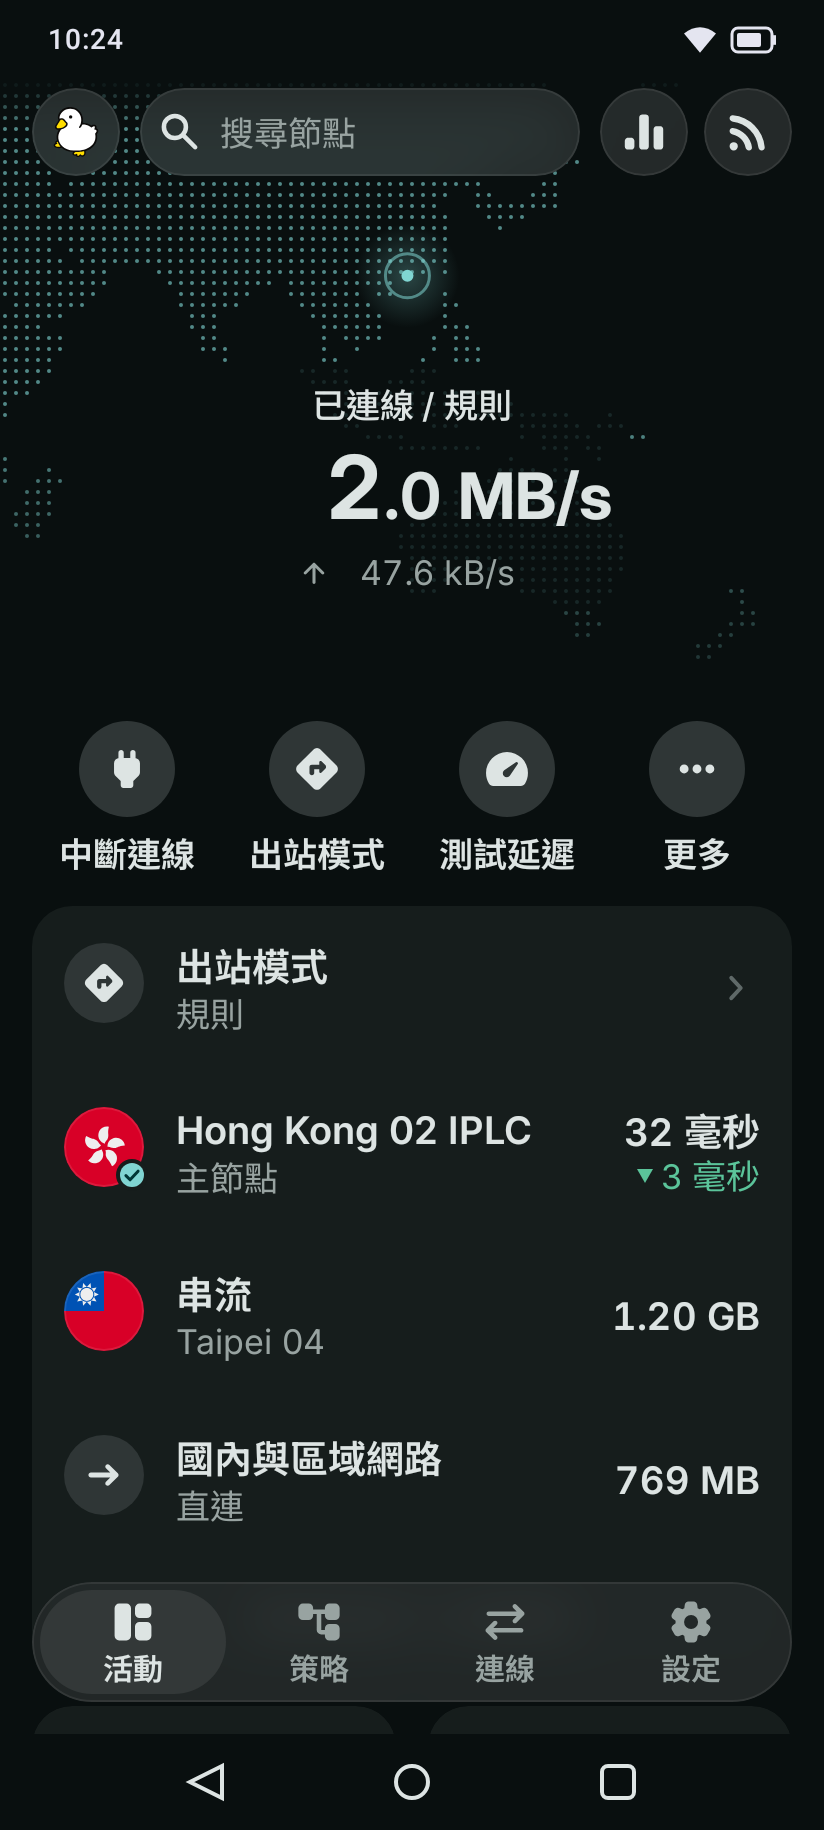 10:24
搜尋節點
已連線 / 規則
2.0 MB/s
↑ 47.6 kB/s
中斷連線 出站模式 測試延遲 更多
出站模式
規則
Hong Kong 02 IPLC 32 毫秒
主節點 ▼3 毫秒
串流
Taipei 04
1.20 GB
國內與區域網路
直連
769 MB
活動 策略 連線 設定